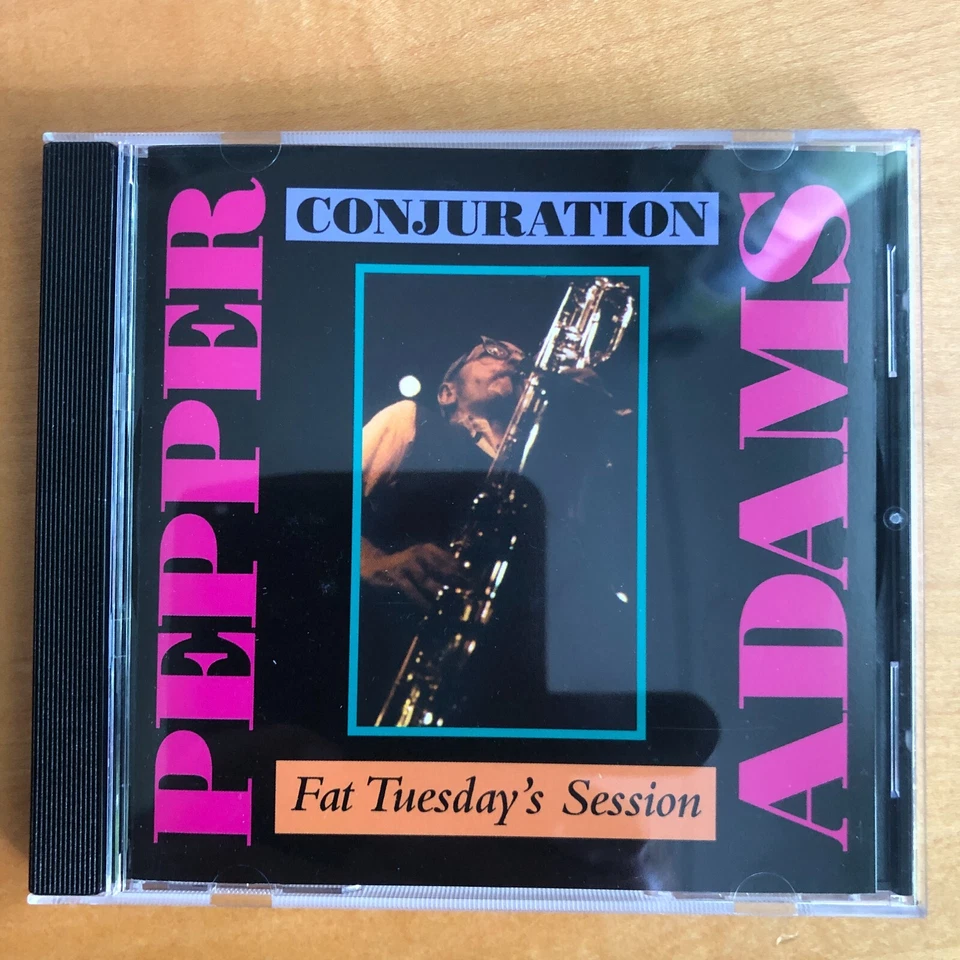 PEPPER
CONJURATION
Fat Tuesday's Session
ADAMS